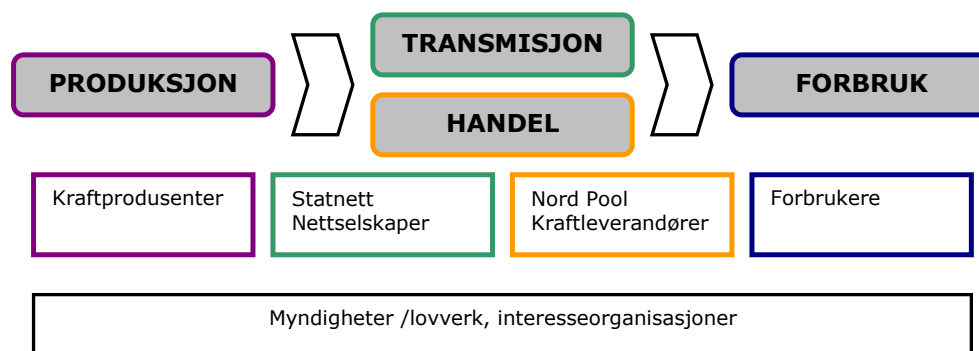 PRODUKSJON
TRANSMISJON
HANDEL
FORBRUK
Kraftprodusenter
Statnett
Nettselskaper
Nord Pool
Kraftleverandører
Forbrukere
Myndigheter /lovverk, interesseorganisasjoner